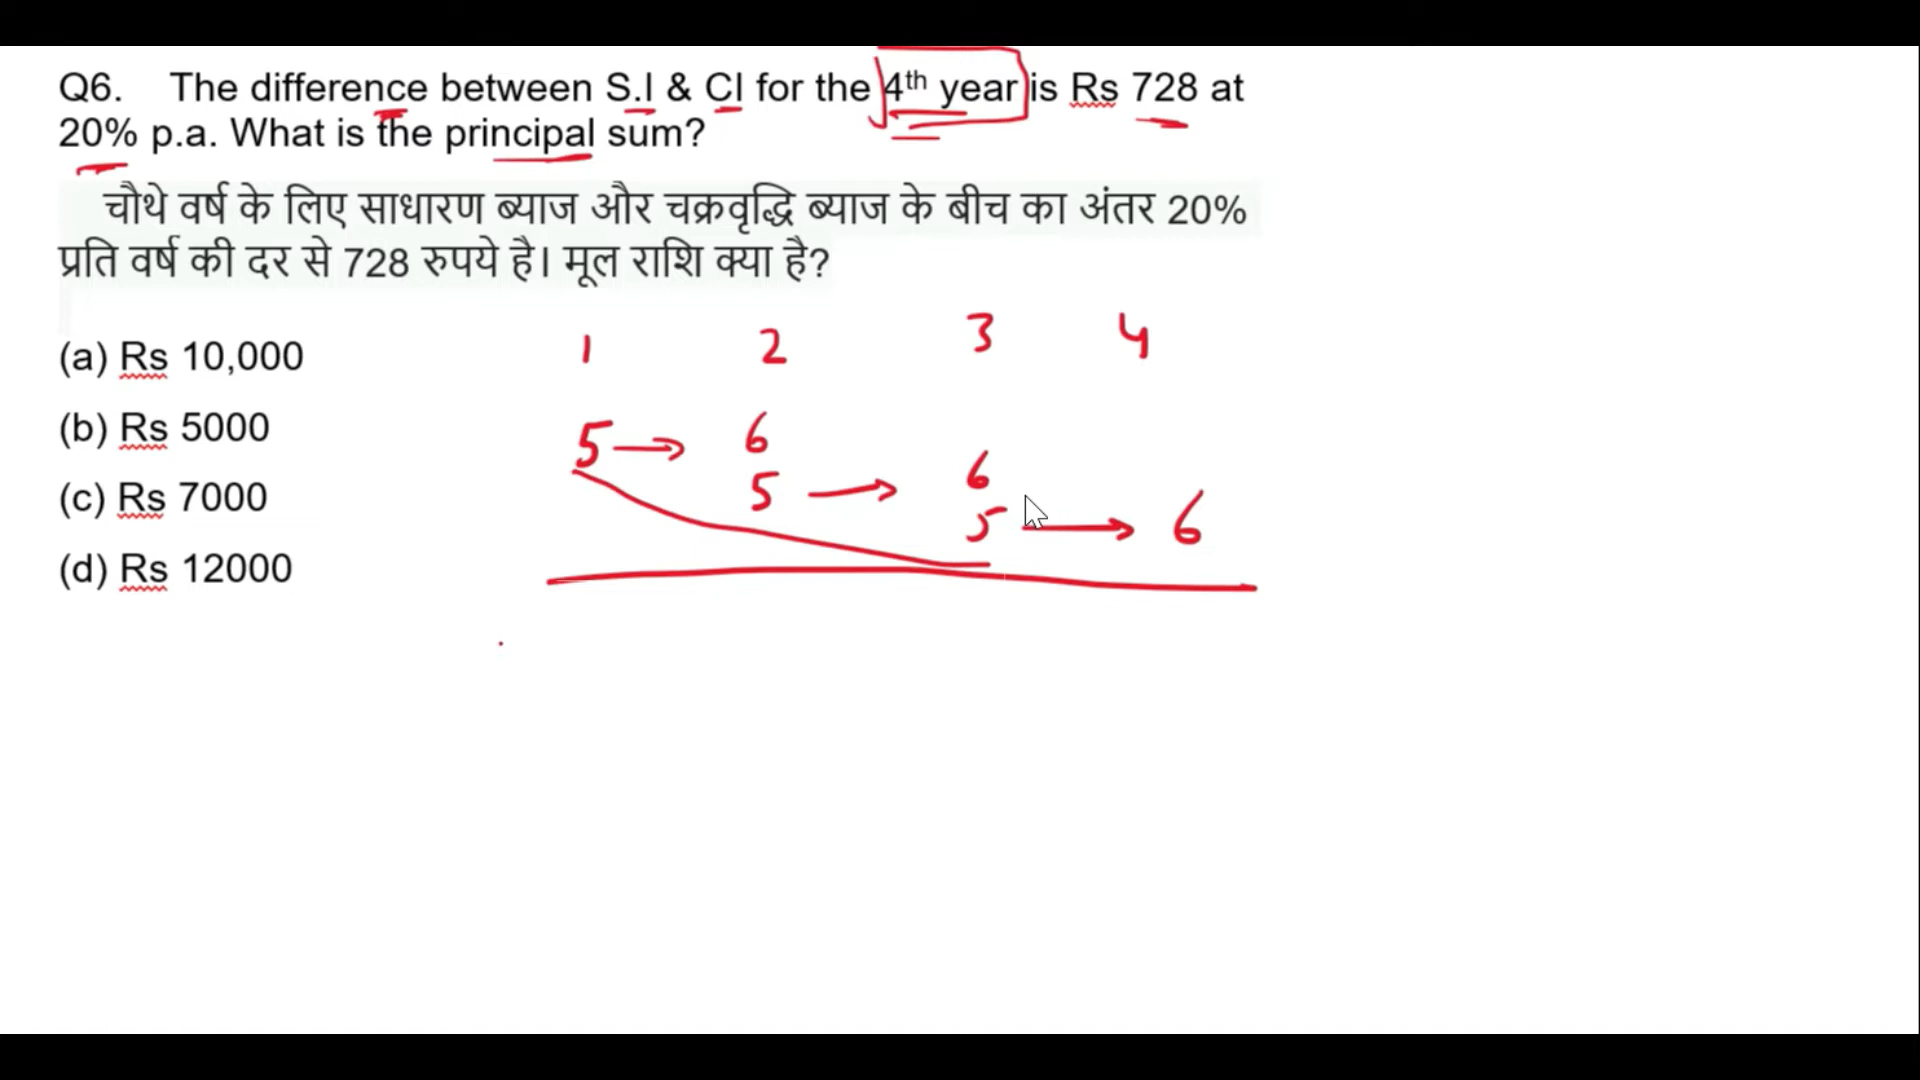 Q6. The difference between S.I & CI for the 4th year is Rs 728 at
20% p.a. What is the principal sum?
चौथे वर्ष के लिए साधारण ब्याज और चक्रवृद्धि ब्याज के बीच का अंतर 20%
प्रति वर्ष की दर से 728 रुपये है। मूल राशि क्या है?
(a) Rs 10,000
(b) Rs 5000
(c) Rs 7000
(d) Rs 12000
1 2 3 4
5 → 6
5 → 6
5 → 6